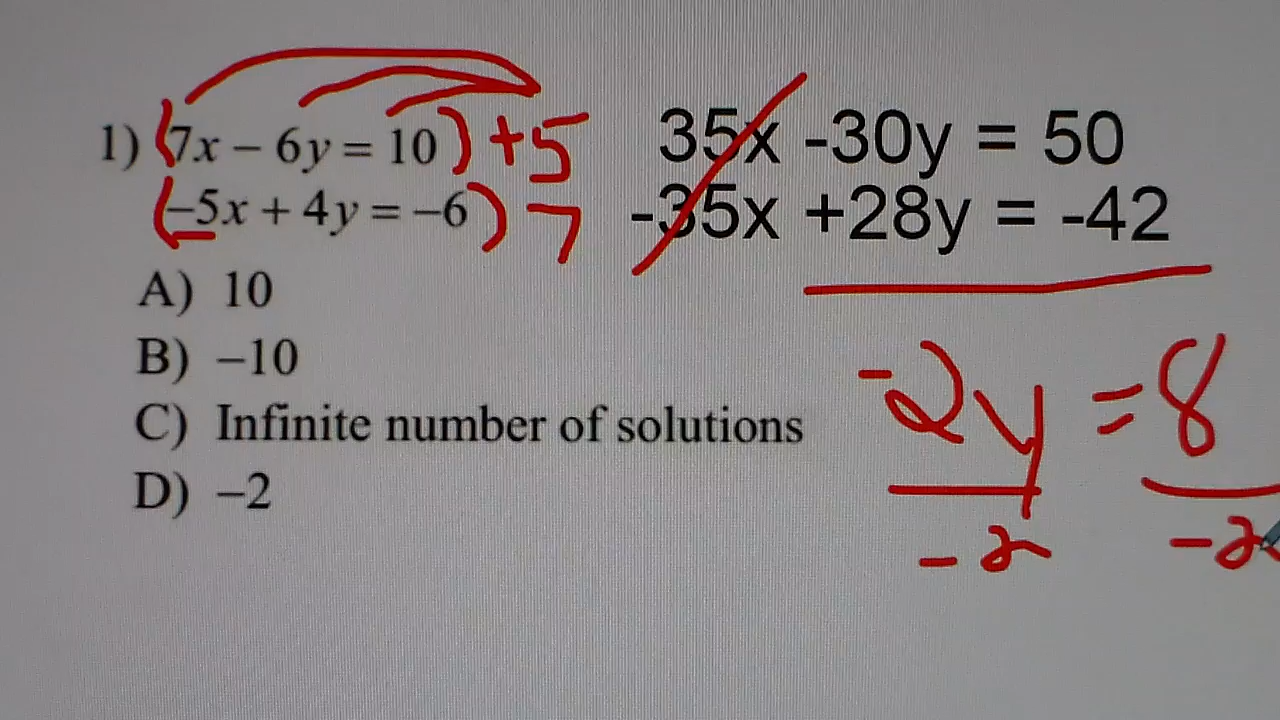 1) (7x − 6y = 10) +5
(−5x + 4y = −6) 7
A) 10
B) −10
C) Infinite number of solutions
D) −2
35x -30y = 50
-35x +28y = -42
-2y = 8
-2 -2